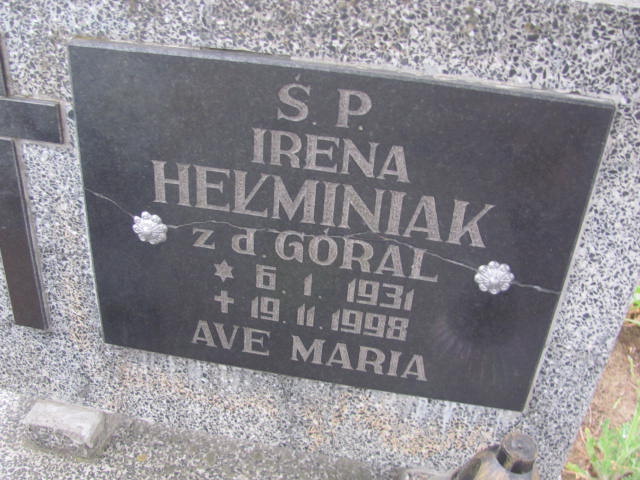 Ś. P.
IRENA
HEŁMINIAK
z d. GÓRAL
6. 1. 1931
19. 11. 1998
AVE MARIA